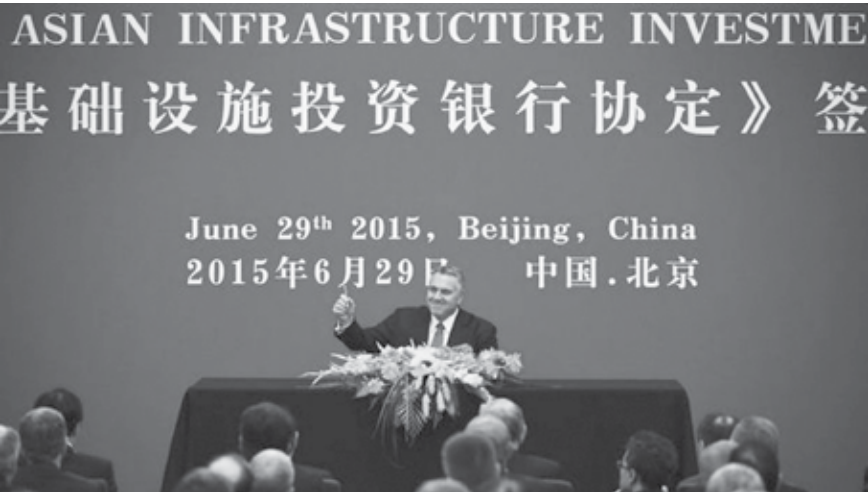 ASIAN INFRASTRUCTURE INVESTME
基础设施投资银行协定》签
June 29th 2015, Beijing, China
2015年6月29日 中国.北京